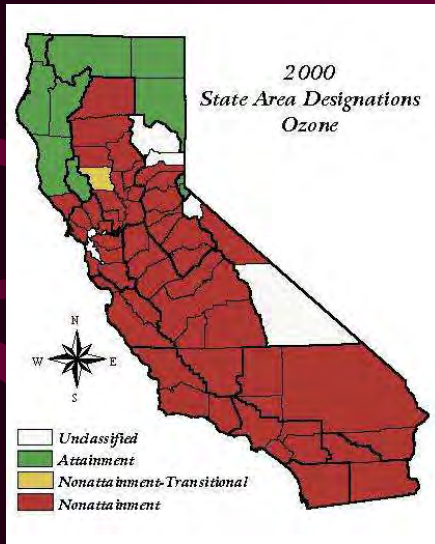 2000
State Area Designations
Ozone
N
W E
S
Unclassified
Attainment
Nonattainment-Transitional
Nonattainment